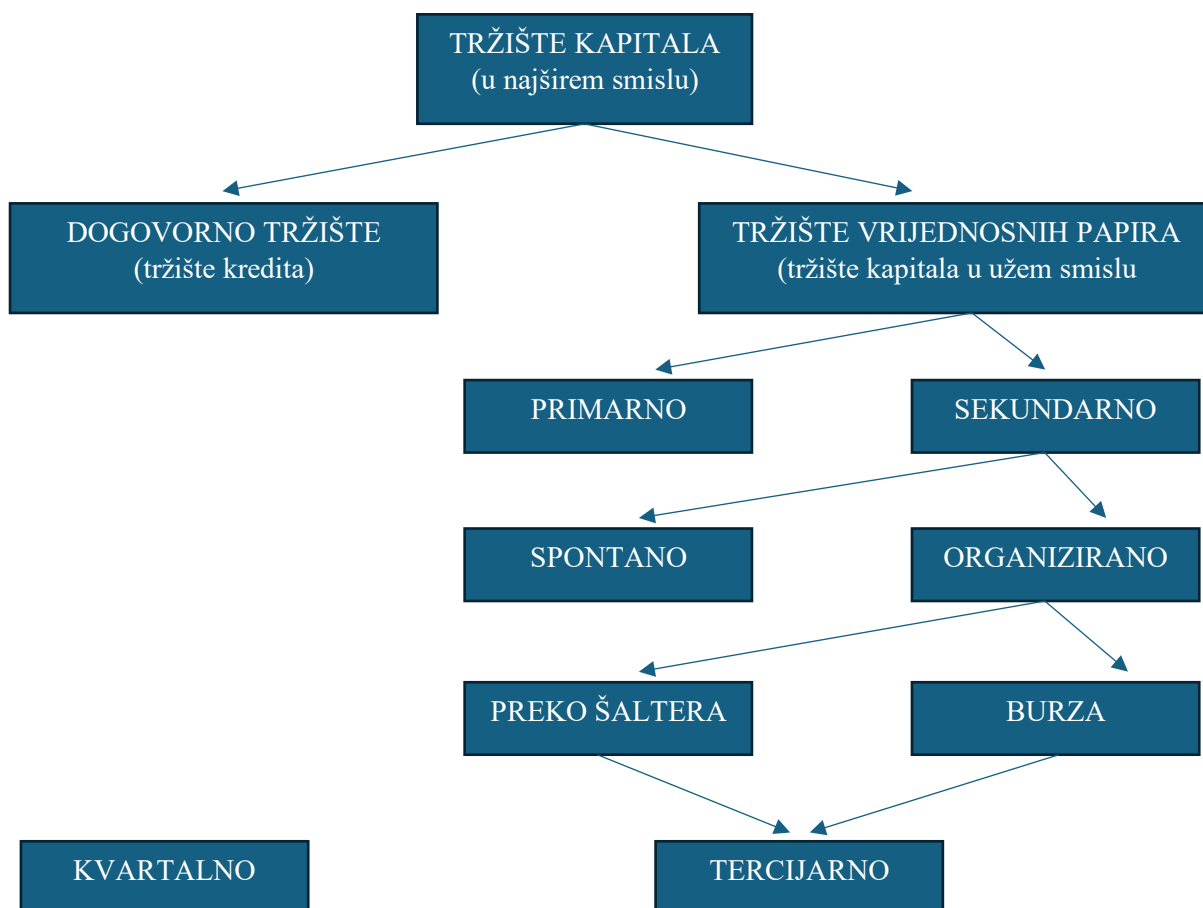 TRŽIŠTE KAPITALA
(u najširem smislu)
DOGOVORNO TRŽIŠTE
(tržište kredita)
TRŽIŠTE VRIJEDNOSNIH PAPIRA
(tržište kapitala u užem smislu
PRIMARNO
SEKUNDARNO
SPONTANO
ORGANIZIRANO
PREKO ŠALTERA
BURZA
KVARTALNO
TERCIJARNO